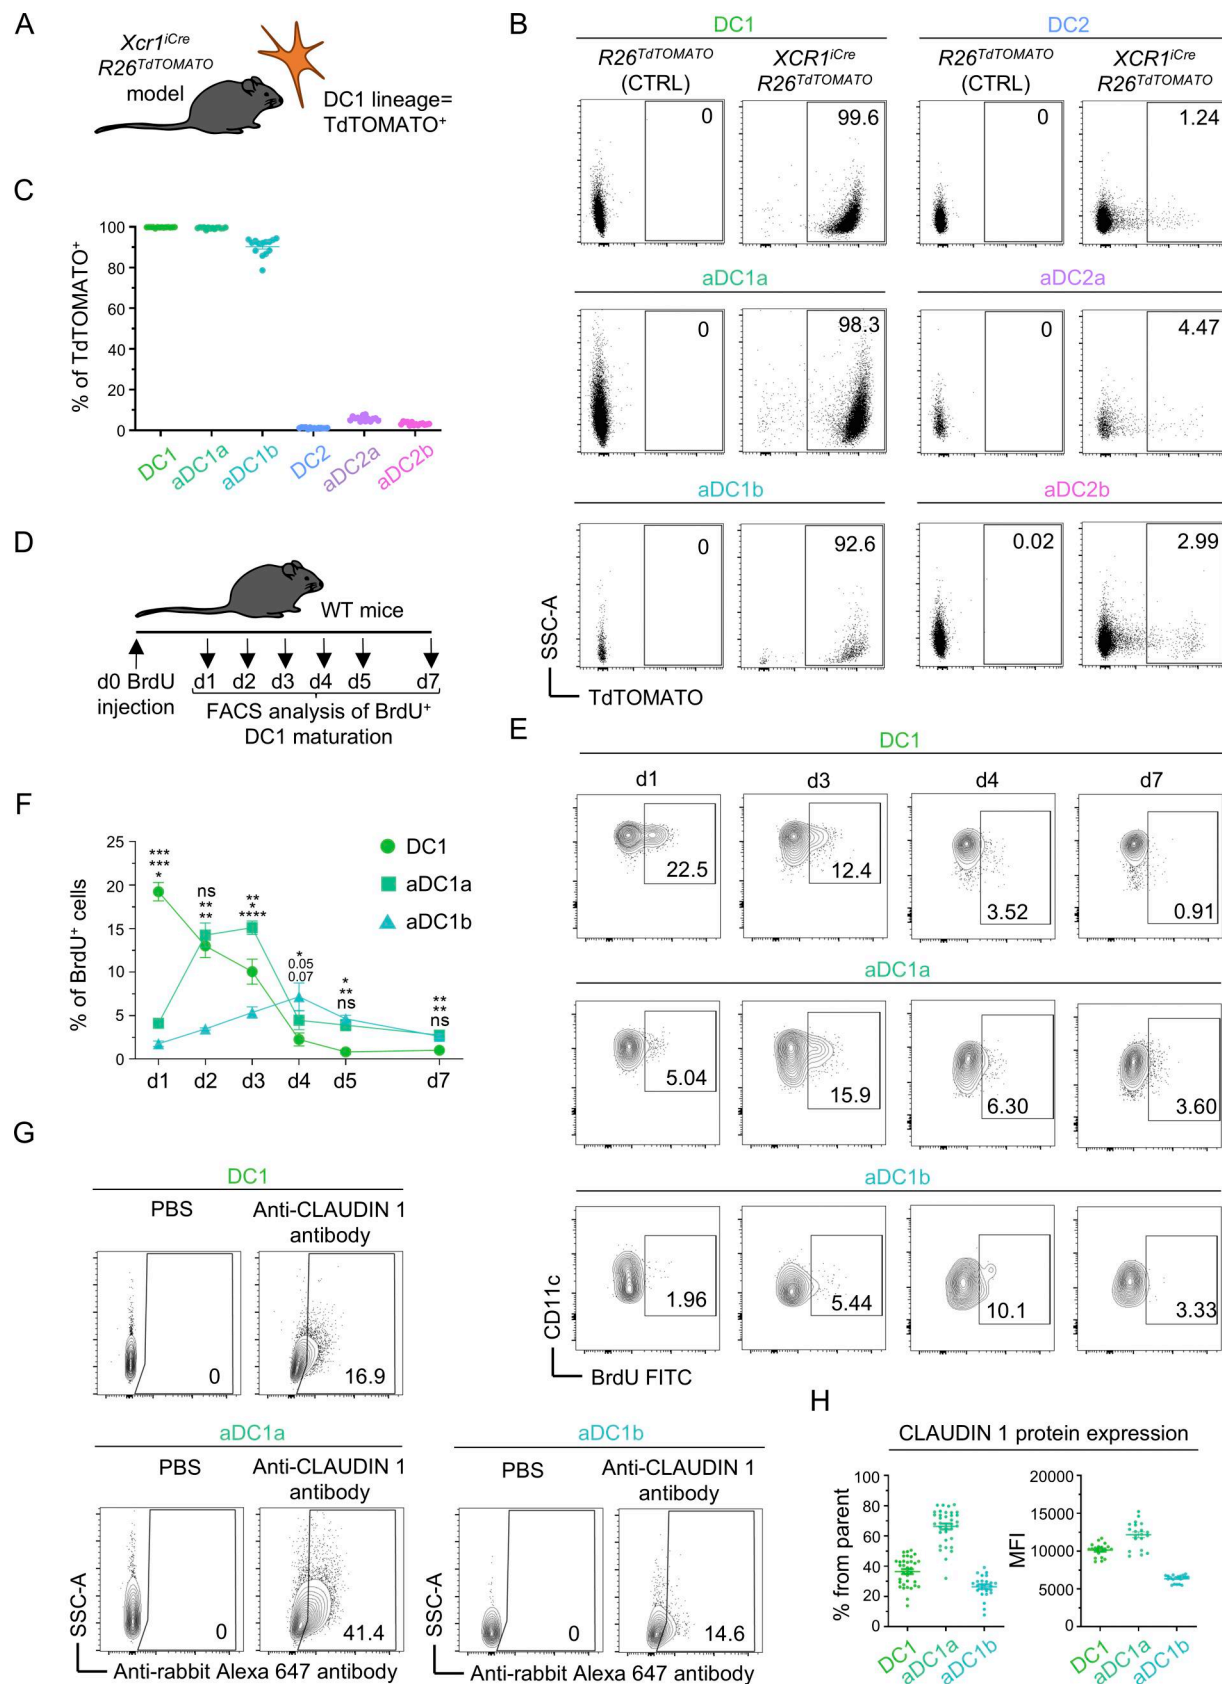 A
Xcr1iCre
R26TdTOMATO
model
DC1 lineage=
TdTOMATO+
B
DC1
DC2
R26TdTOMATO
(CTRL)
XCR1iCre
R26TdTOMATO
R26TdTOMATO
(CTRL)
XCR1iCre
R26TdTOMATO
0
99.6
0
1.24
aDC1a
aDC2a
0
98.3
0
4.47
aDC1b
aDC2b
0
92.6
0.02
2.99
SSC-A
TdTOMATO
C
% of TdTOMATO+
100
80
60
40
20
0
DC1
aDC1a
aDC1b
DC2
aDC2a
aDC2b
D
WT mice
d0 BrdU
injection
d1 d2 d3 d4 d5 d7
FACS analysis of BrdU+
DC1 maturation
E
DC1
d1
d3
d4
d7
22.5
12.4
3.52
0.91
aDC1a
5.04
15.9
6.30
3.60
aDC1b
1.96
5.44
10.1
3.33
CD11c
BrdU FITC
F
% of BrdU+ cells
25
20
15
10
5
0
***
***
*
ns
**
**
**
*
****
*
0.05
0.07
*
**
ns
**
**
ns
DC1
aDC1a
aDC1b
d1 d2 d3 d4 d5 d7
G
DC1
PBS
Anti-CLAUDIN 1
antibody
0
16.9
aDC1a
PBS
Anti-CLAUDIN 1
antibody
0
41.4
SSC-A
Anti-rabbit Alexa 647 antibody
aDC1b
PBS
Anti-CLAUDIN 1
antibody
0
14.6
SSC-A
Anti-rabbit Alexa 647 antibody
H
CLAUDIN 1 protein expression
% from parent
100
80
60
40
20
0
DC1
aDC1a
aDC1b
MFI
20000
15000
10000
5000
0
DC1
aDC1a
aDC1b